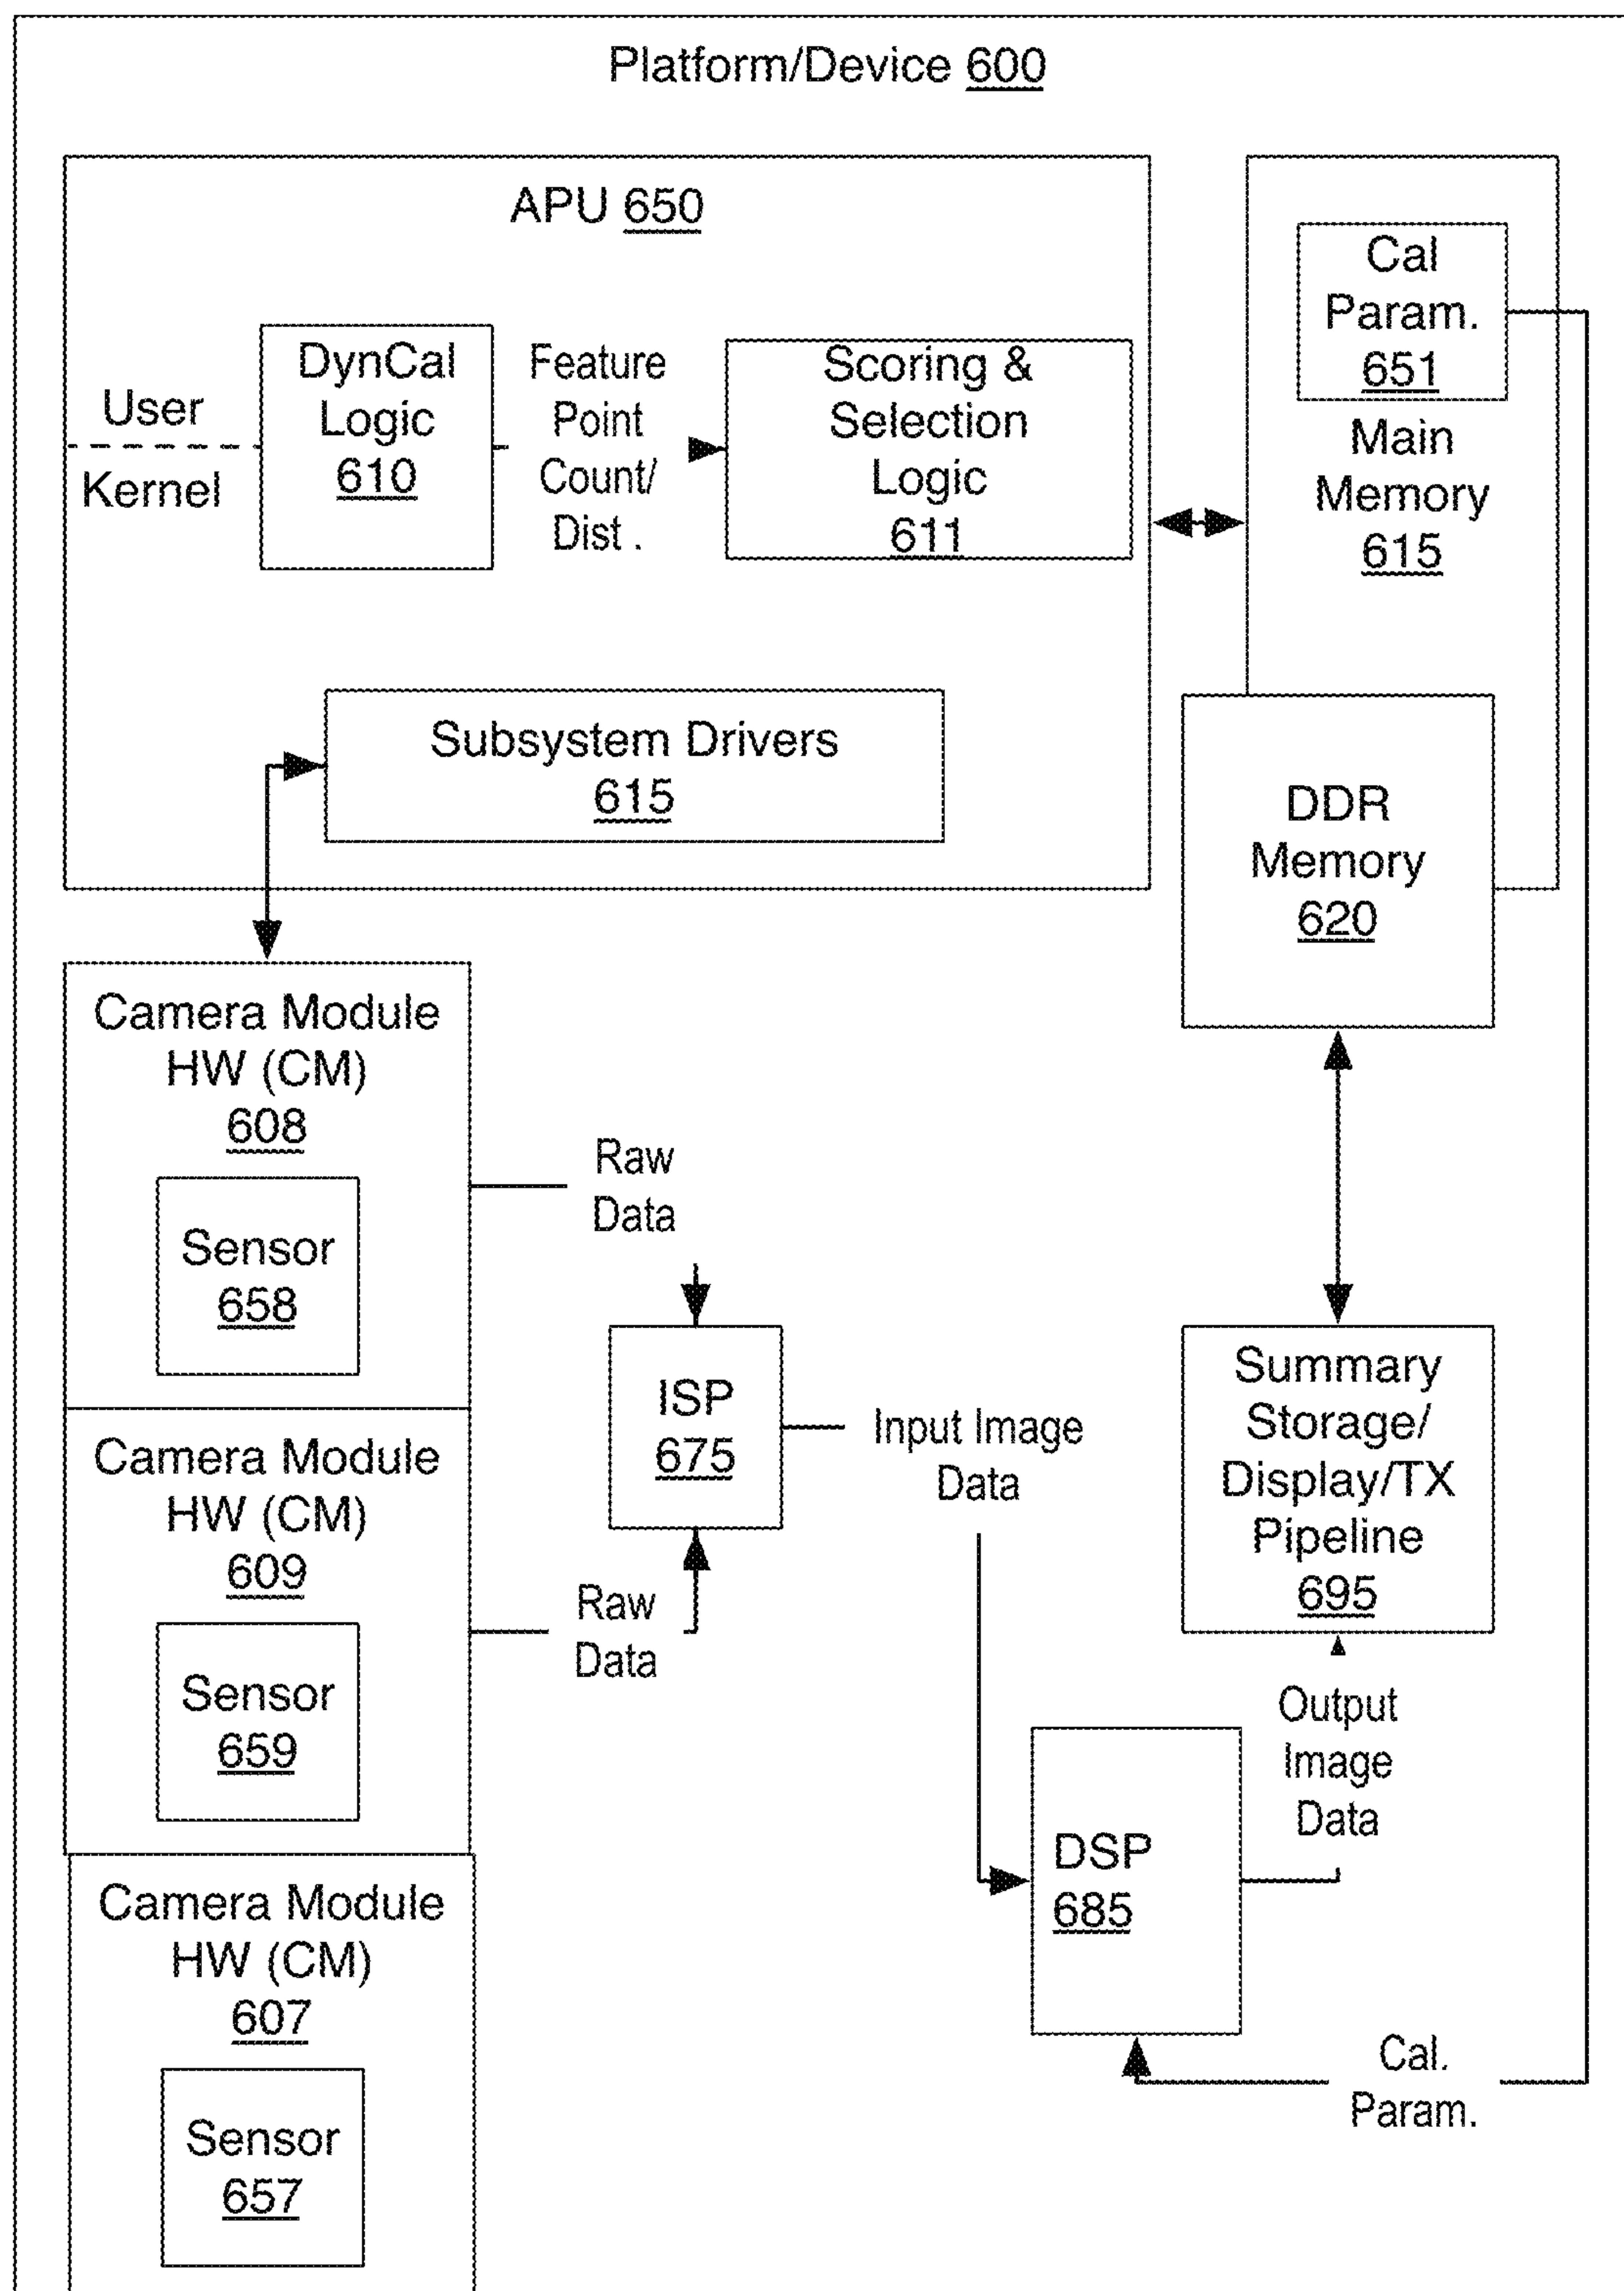 Platform/Device 600
APU 650
User
Kernel
DynCal
Logic
610
Feature
Point
Count/
Dist .
Scoring &
Selection
Logic
611
Cal
Param.
651
Main
Memory
615
Subsystem Drivers
615
DDR
Memory
620
Camera Module
HW (CM)
608
Sensor
658
Raw
Data
Camera Module
HW (CM)
609
Sensor
659
Raw
Data
ISP
675
Input Image
Data
Summary
Storage/
Display/TX
Pipeline
695
Output
Image
Data
DSP
685
Cal.
Param.
Camera Module
HW (CM)
607
Sensor
657